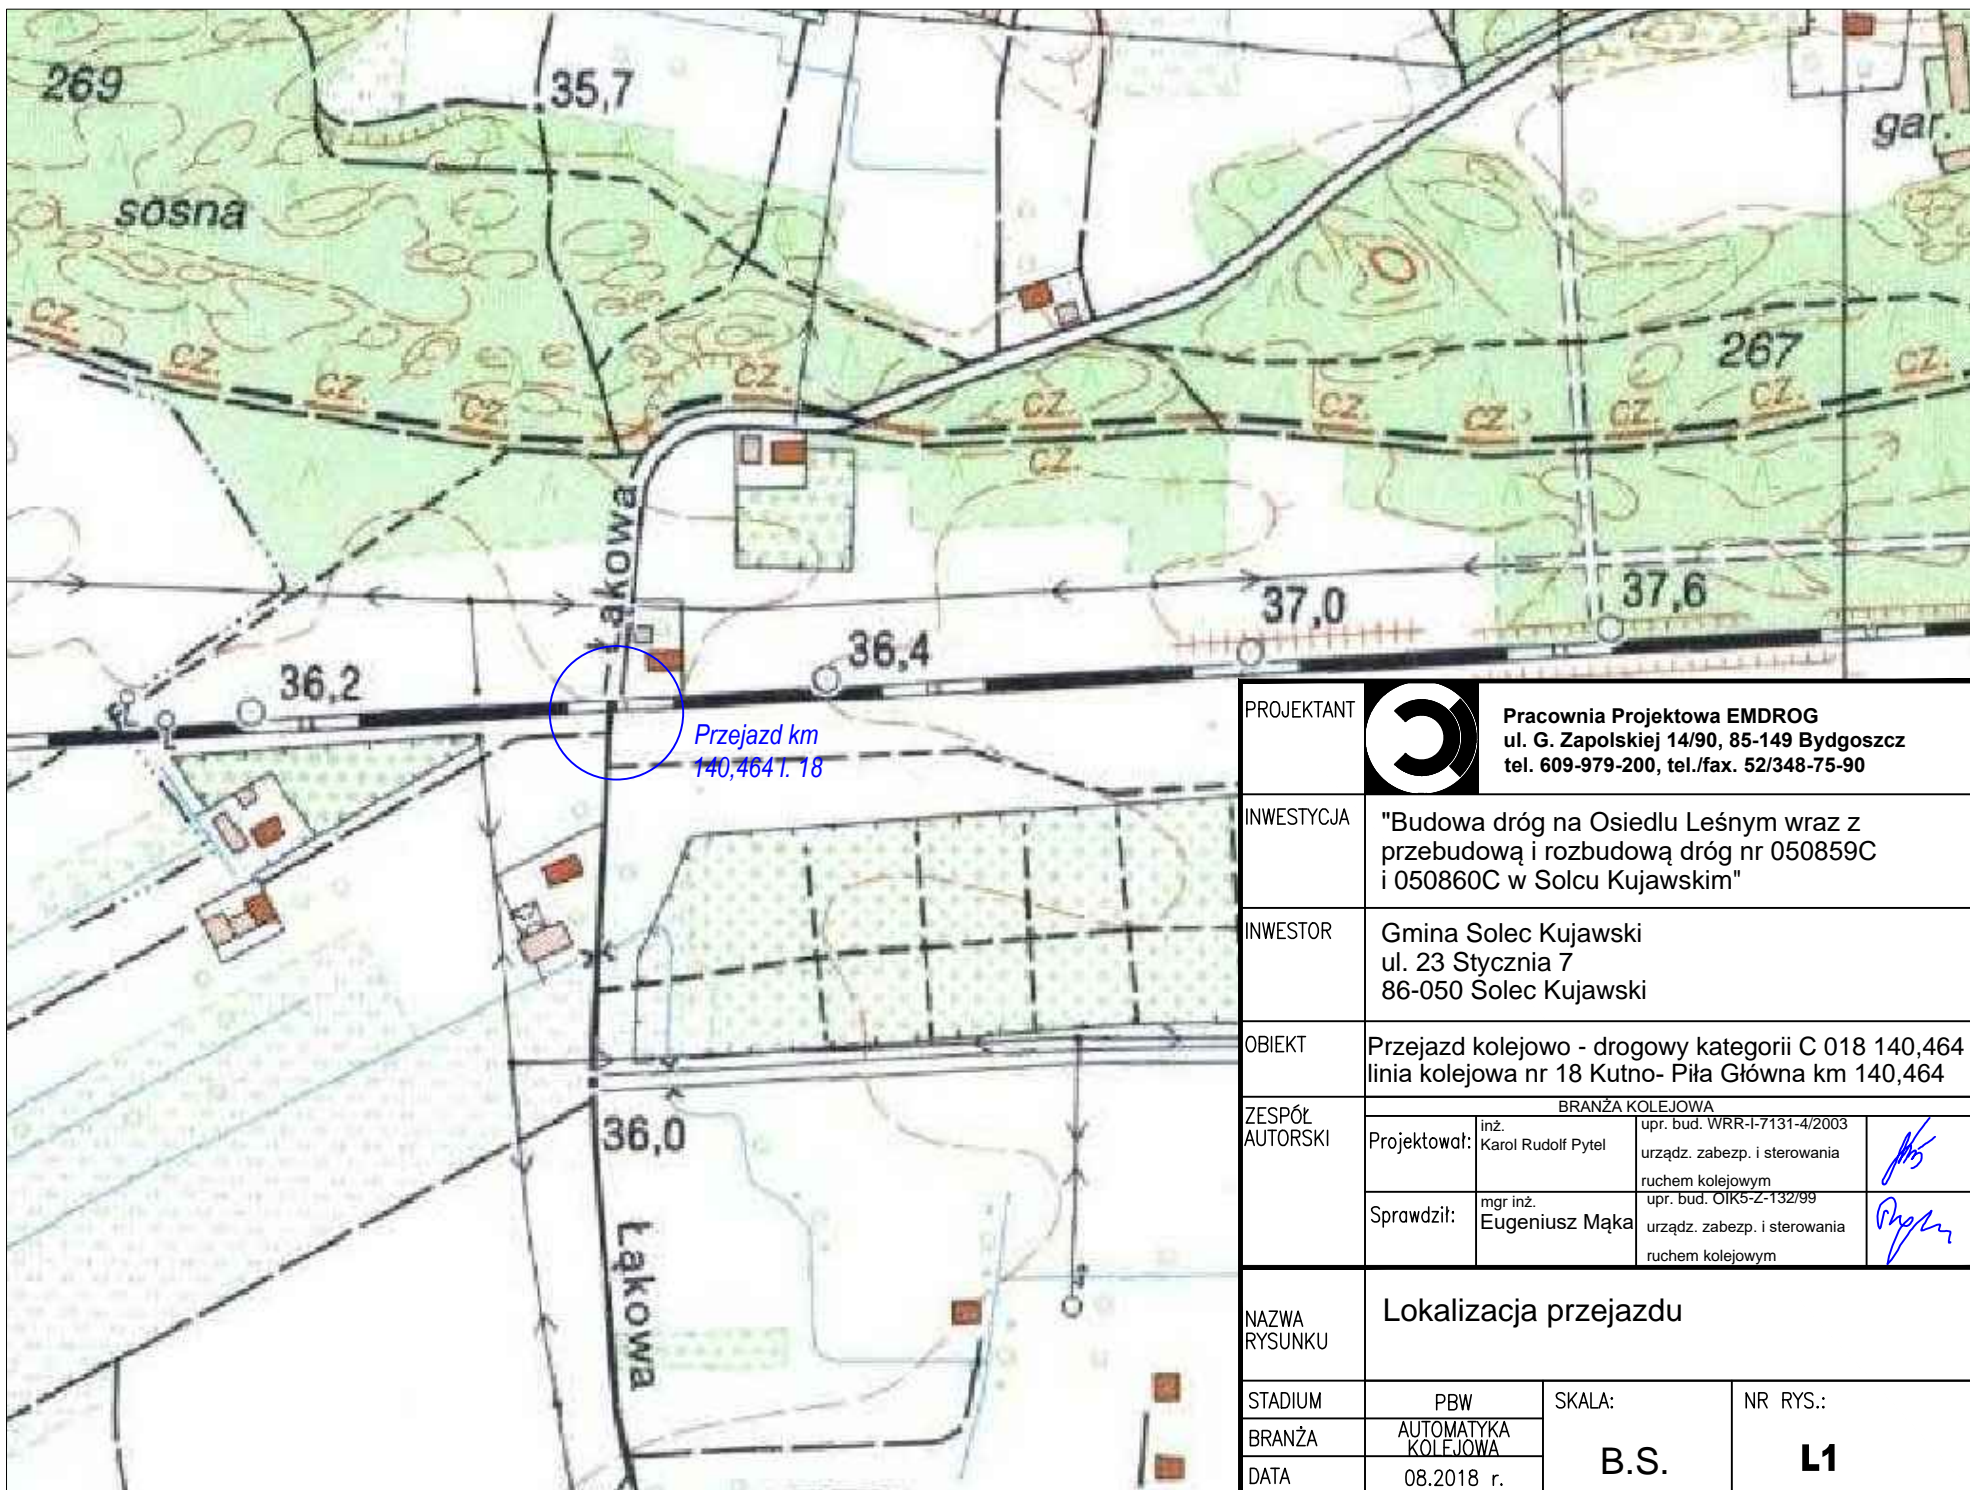 269
35,7
gar.
sosna
cz.
267
cz.
cz.
cz.
cz.
cz.
cz.
cz.
cz.
cz.
cz.
cz.
cz.
Łąkowa
37,6
37,0
36,4
36,2
Przejazd km
140,464 l. 18
36,0
Łąkowa
PROJEKTANT
Pracownia Projektowa EMDROG
ul. G. Zapolskiej 14/90, 85-149 Bydgoszcz
tel. 609-979-200, tel./fax. 52/348-75-90
INWESTYCJA
"Budowa dróg na Osiedlu Leśnym wraz z
przebudową i rozbudową dróg nr 050859C
i 050860C w Solcu Kujawskim"
INWESTOR
Gmina Solec Kujawski
ul. 23 Stycznia 7
86-050 Solec Kujawski
OBIEKT
Przejazd kolejowo - drogowy kategorii C 018 140,464
linia kolejowa nr 18 Kutno- Piła Główna km 140,464
ZESPÓŁ
AUTORSKI
BRANŻA KOLEJOWA
Projektował:
inż.
Karol Rudolf Pytel
upr. bud. WRR-I-7131-4/2003
urządz. zabezp. i sterowania
ruchem kolejowym
Sprawdził:
mgr inż.
Eugeniusz Mąka
upr. bud. OIK5-Z-132/99
urządz. zabezp. i sterowania
ruchem kolejowym
NAZWA
RYSUNKU
Lokalizacja przejazdu
STADIUM
PBW
SKALA:
NR RYS.:
BRANŻA
AUTOMATYKA
KOLEJOWA
B.S.
L1
DATA
08.2018 r.